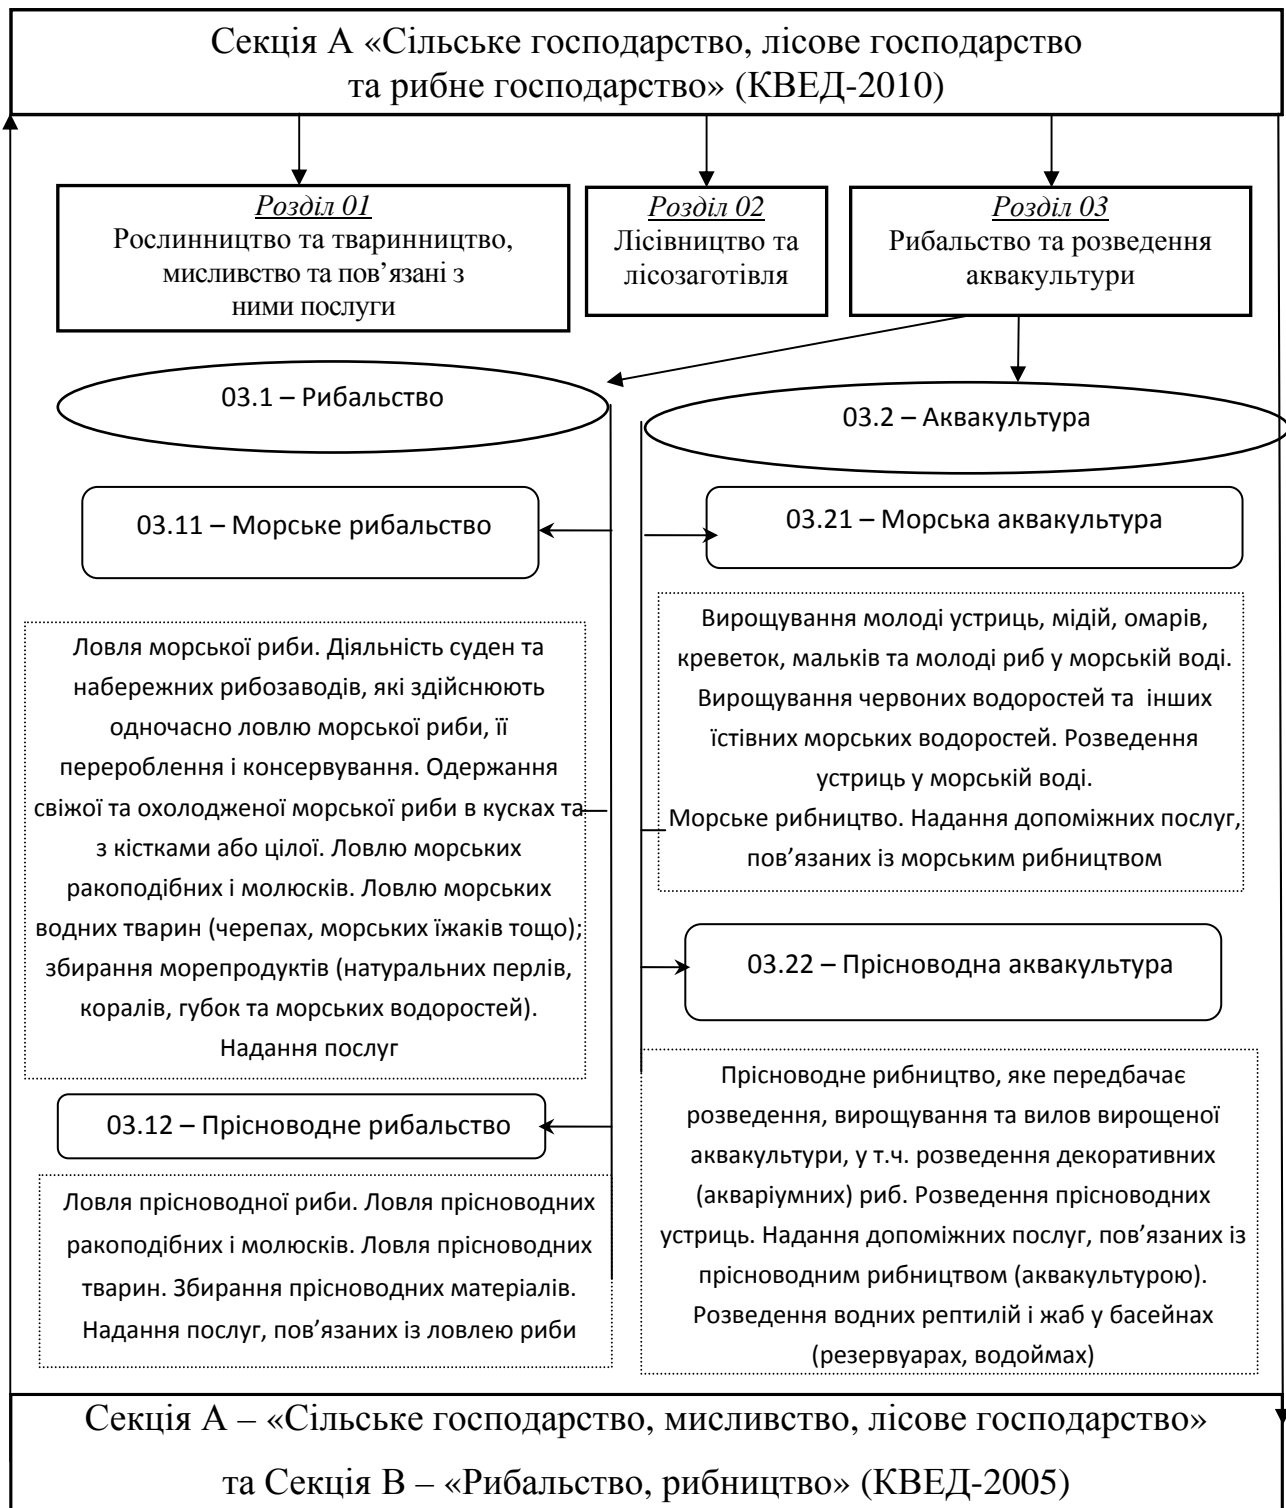 Секція А «Сільське господарство, лісове господарство
та рибне господарство» (КВЕД-2010)
Розділ 01
Рослинництво та тваринництво,
мисливство та пов’язані з
ними послуги
Розділ 02
Лісівництво та
лісозаготівля
Розділ 03
Рибальство та розведення
аквакультури
03.1 – Рибальство
03.2 – Аквакультура
03.11 – Морське рибальство
Ловля морської риби. Діяльність суден та
набережних рибозаводів, які здійснюють
одночасно ловлю морської риби, її
перероблення і консервування. Одержання
свіжої та охолодженої морської риби в кусках та
з кістками або цілої. Ловлю морських
ракоподібних і молюсків. Ловлю морських
водних тварин (черепах, морських їжаків тощо);
збирання морепродуктів (натуральних перлів,
коралів, губок та морських водоростей).
Надання послуг
03.12 – Прісноводне рибальство
Ловля прісноводної риби. Ловля прісноводних
ракоподібних і молюсків. Ловля прісноводних
тварин. Збирання прісноводних матеріалів.
Надання послуг, пов’язаних із ловлею риби
03.21 – Морська аквакультура
Вирощування молоді устриць, мідій, омарів,
креветок, мальків та молоді риб у морській воді.
Вирощування червоних водоростей та інших
їстівних морських водоростей. Розведення
устриць у морській воді.
Морське рибництво. Надання допоміжних послуг,
пов’язаних із морським рибництвом
03.22 – Прісноводна аквакультура
Прісноводне рибництво, яке передбачає
розведення, вирощування та вилов вирощеної
аквакультури, у т.ч. розведення декоративних
(акваріумних) риб. Розведення прісноводних
устриць. Надання допоміжних послуг, пов’язаних із
прісноводним рибництвом (аквакультурою).
Розведення водних рептилій і жаб у басейнах
(резервуарах, водоймах)
Секція А – «Сільське господарство, мисливство, лісове господарство»
та Секція В – «Рибальство, рибництво» (КВЕД-2005)